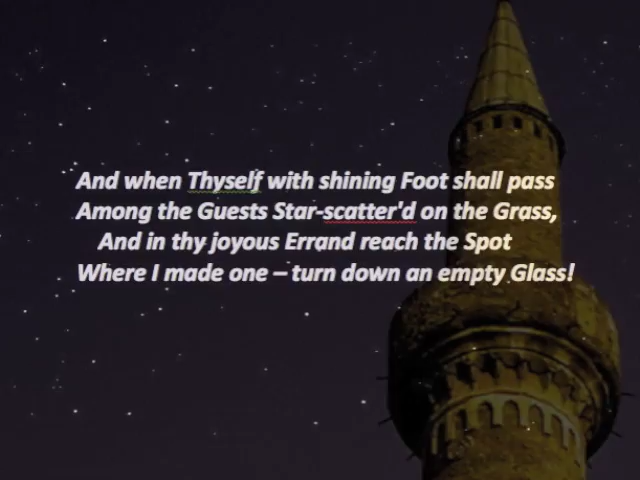 And when Thyself with shining Foot shall pass
Among the Guests Star-scatter'd on the Grass,
And in thy joyous Errand reach the Spot
Where I made one – turn down an empty Glass!